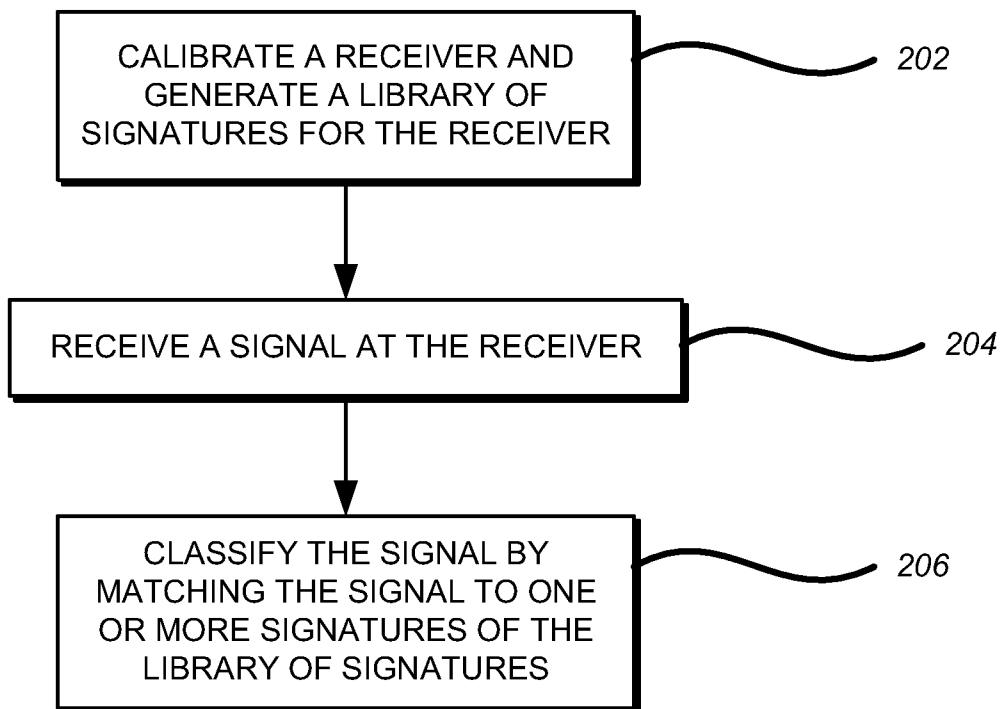 CALIBRATE A RECEIVER AND
GENERATE A LIBRARY OF
SIGNATURES FOR THE RECEIVER
202
RECEIVE A SIGNAL AT THE RECEIVER
204
CLASSIFY THE SIGNAL BY
MATCHING THE SIGNAL TO ONE
OR MORE SIGNATURES OF THE
LIBRARY OF SIGNATURES
206